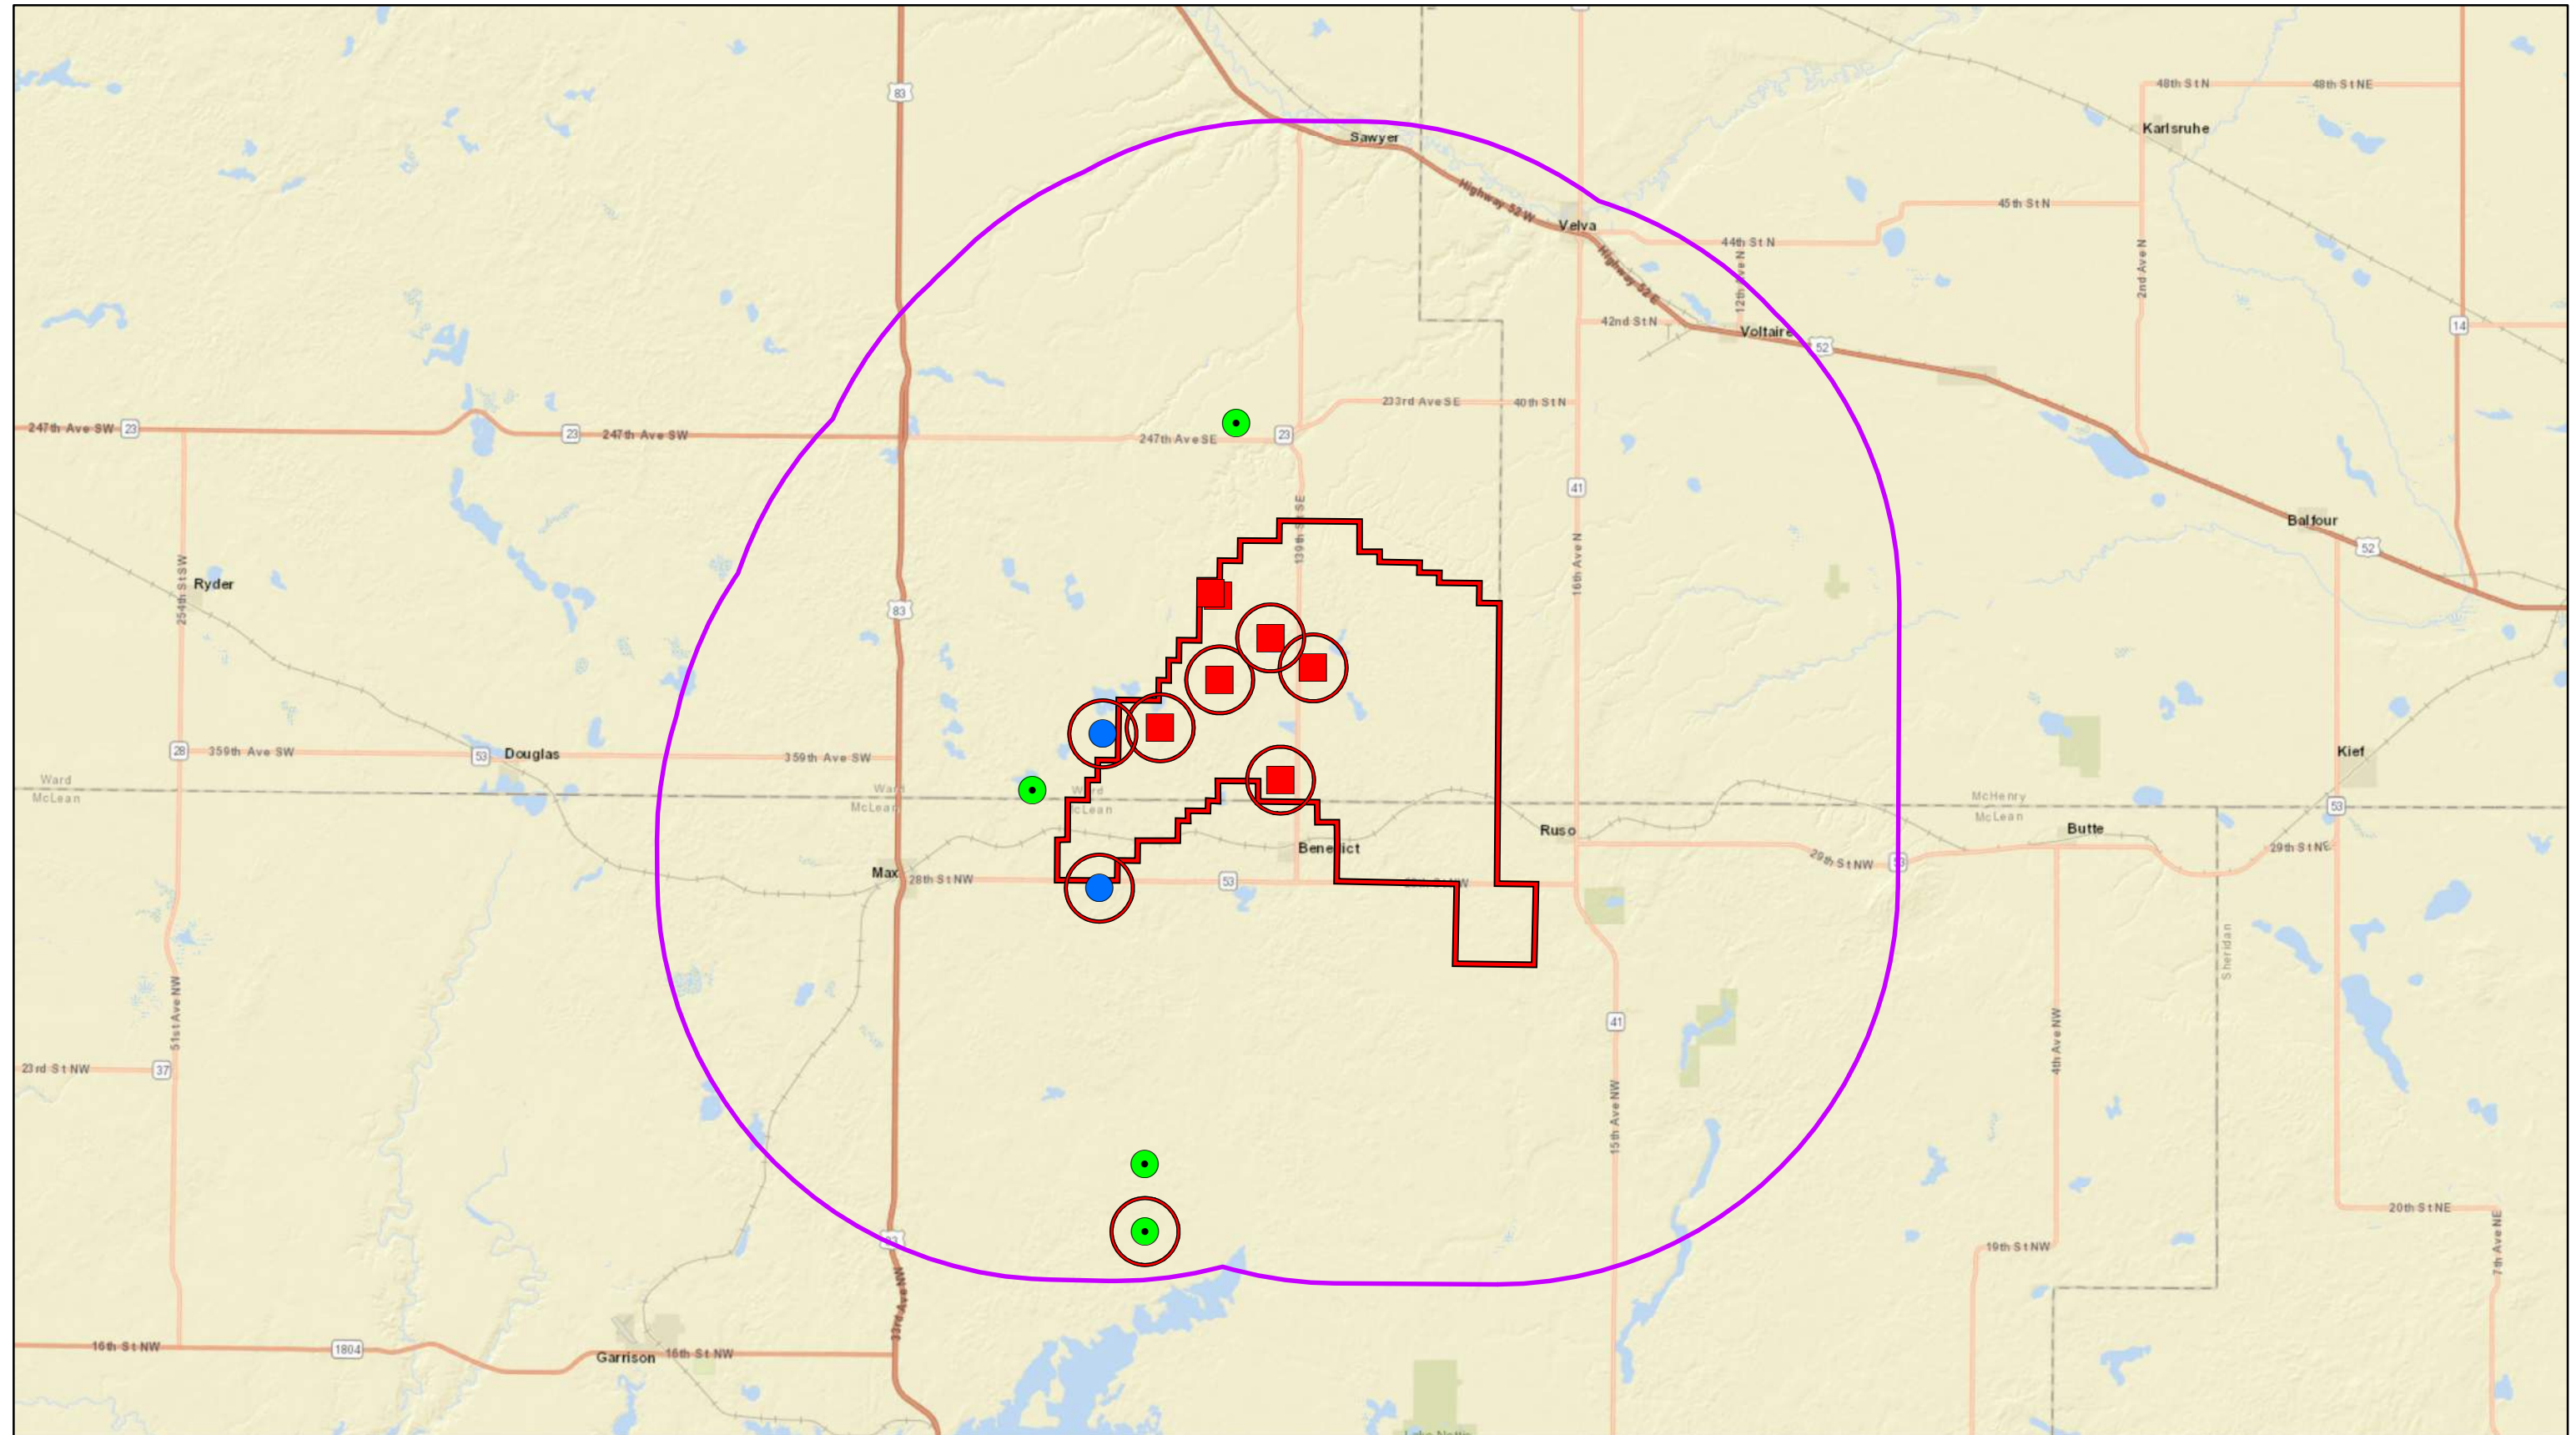 83
48th St N
48th St NE
Karlsruhe
Sawyer
Highway 52 W
Velva
45th St N
44th St N
Highway 52 E
12th Ave N
2nd Ave N
42nd St N
Voltaire
52
14
233rd Ave SE
40th St N
247th Ave SW
23
23
247th Ave SW
247th Ave SE
23
41
139th St SE
16th Ave N
Balfour
52
Ryder
254th St SW
83
28
359th Ave SW
53
Douglas
359th Ave SW
Kief
Ward
McLean
Ward
McLean
Ward
McLean
McHenry
McLean
53
Ruso
Butte
Benedict
29th St NW
53
29th St NE
Max
28th St NW
53
Sheridan
51st Ave NW
41
23rd St NW
37
4th Ave NW
15th Ave NW
20th St NE
7th Ave NE
83
19th St NW
33rd Ave NW
16th St NW
1804
Garrison
16th St NW